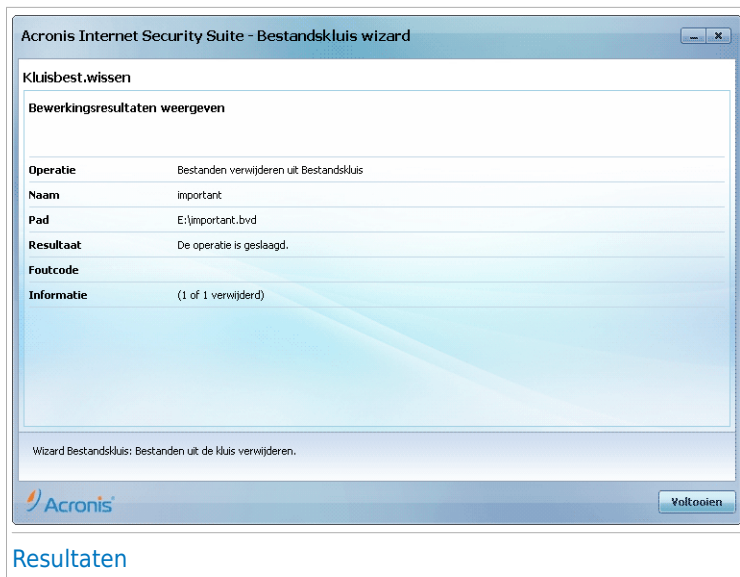 Acronis Internet Security Suite - Bestandskluis wizard
Kluisbest.wissen
Bewerkingsresultaten weergeven
Operatie Bestanden verwijderen uit Bestandskluis
Naam important
Pad E:\important.bvd
Resultaat De operatie is geslaagd.
Foutcode
Informatie (1 of 1 verwijderd)
Wizard Bestandskluis: Bestanden uit de kluis verwijderen.
Acronis
Voltooien
Resultaten